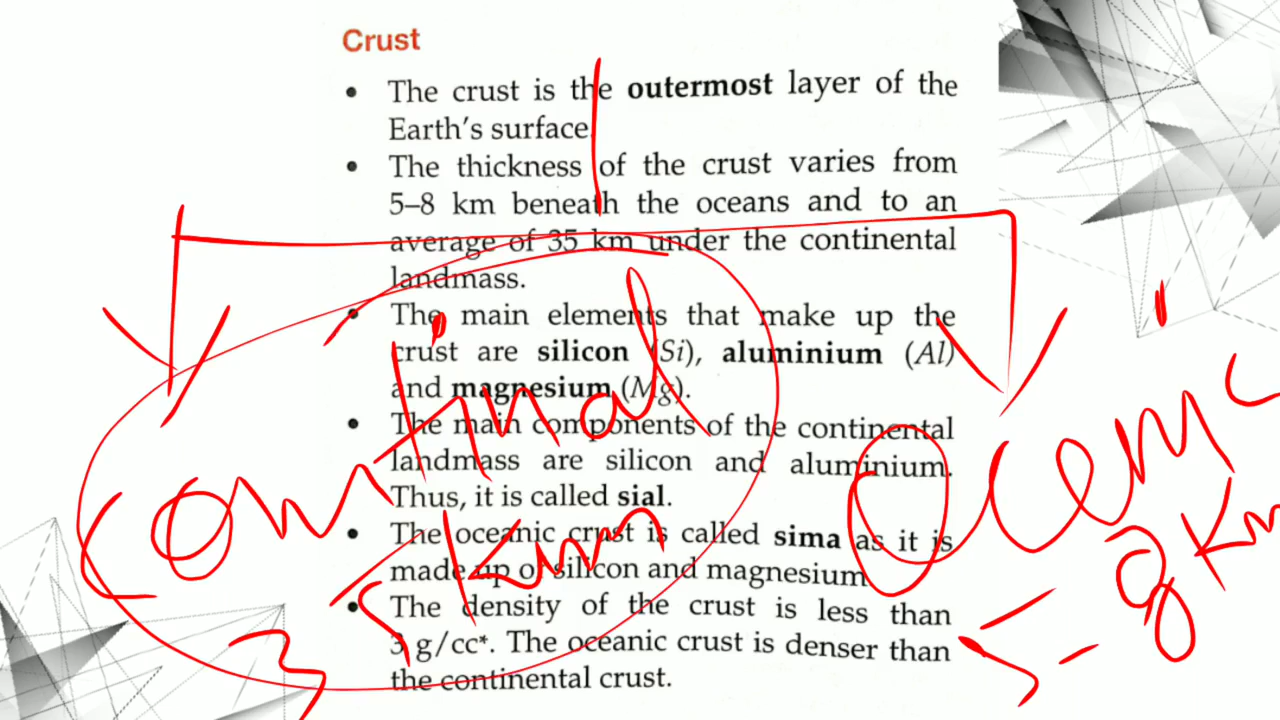 Crust
• The crust is the outermost layer of the
Earth's surface.
• The thickness of the crust varies from
5–8 km beneath the oceans and to an
average of 35 km under the continental
landmass.
• The main elements that make up the
crust are silicon (Si), aluminium (Al)
and magnesium (Mg).
• The main components of the continental
landmass are silicon and aluminium.
Thus, it is called sial.
• The oceanic crust is called sima as it is
made up of silicon and magnesium.
• The density of the crust is less than
3 g/cc*. The oceanic crust is denser than
the continental crust.
35 km
5-8 km